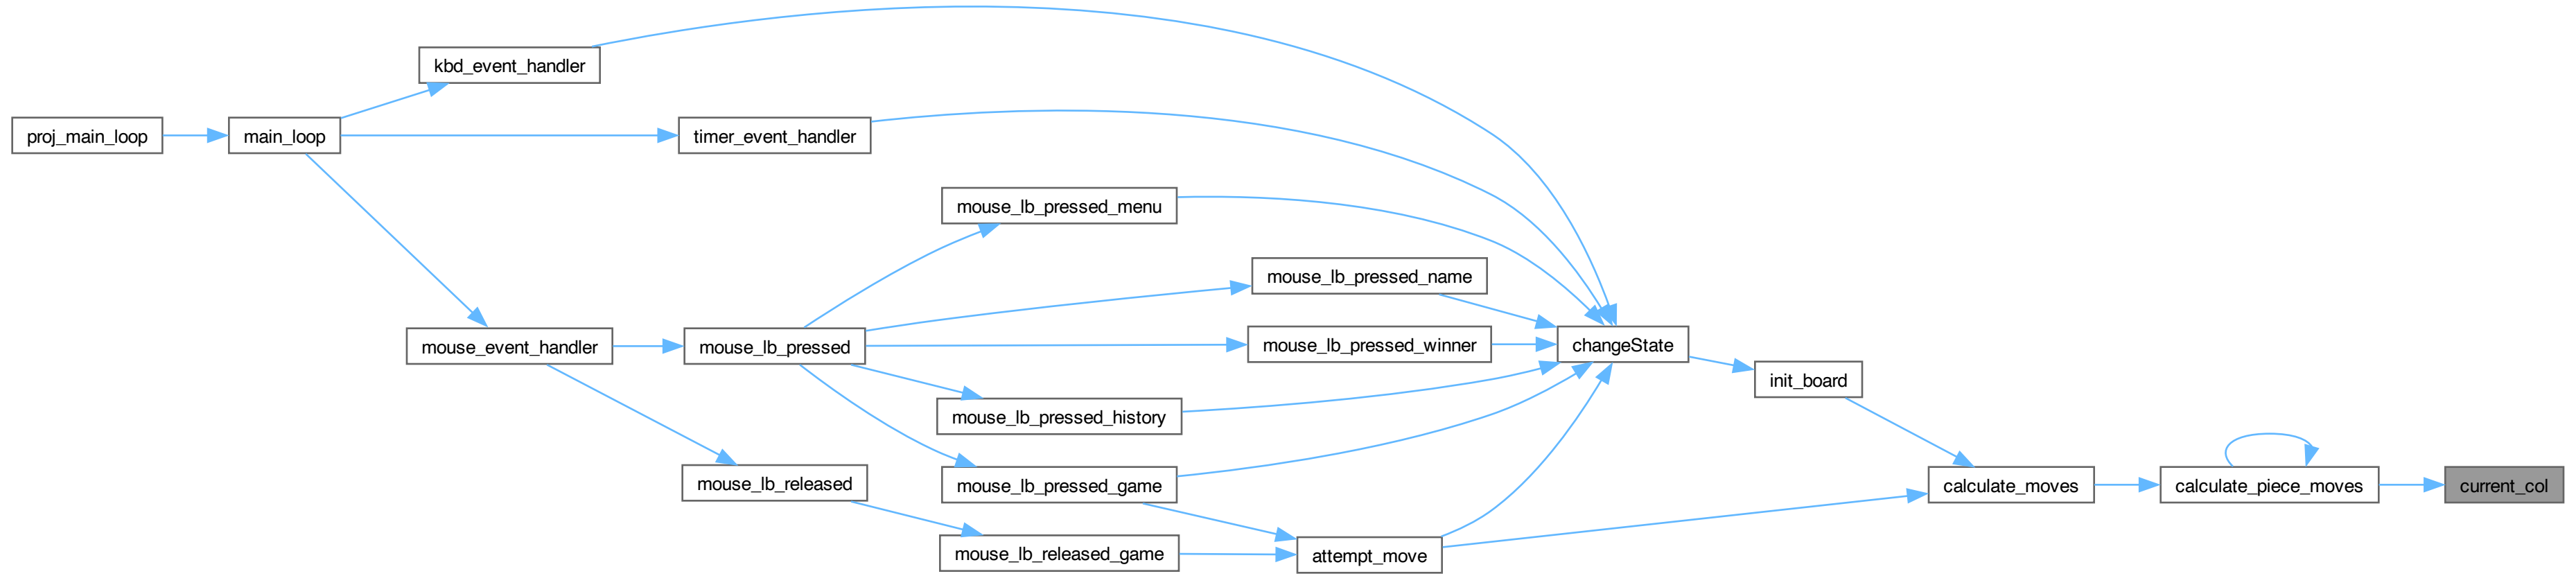 kbd_event_handler
proj_main_loop
main_loop
timer_event_handler
mouse_lb_pressed_menu
mouse_lb_pressed_name
mouse_event_handler
mouse_lb_pressed
mouse_lb_pressed_winner
changeState
init_board
mouse_lb_pressed_history
mouse_lb_released
mouse_lb_pressed_game
calculate_moves
calculate_piece_moves
current_col
mouse_lb_released_game
attempt_move